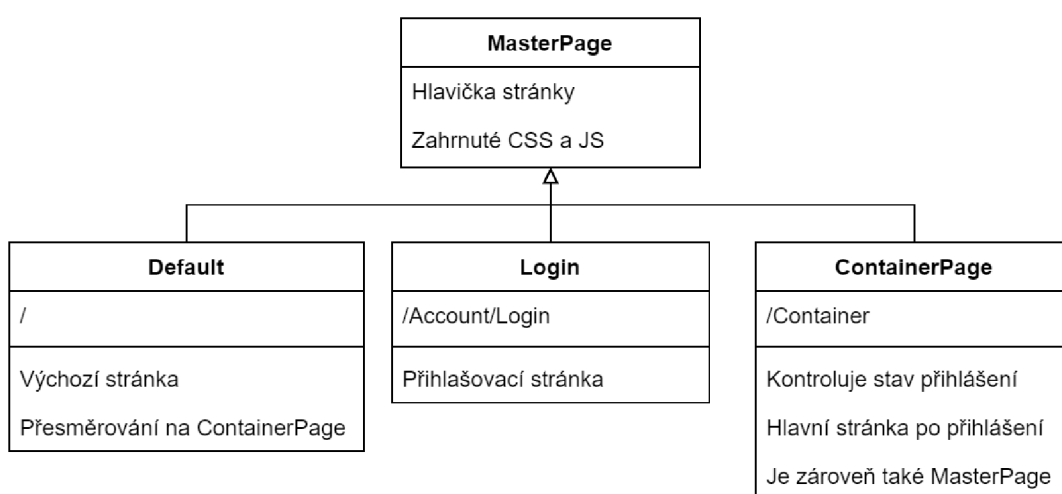 MasterPage
Hlavička stránky
Zahrnuté CSS a JS
Default
/
Výchozí stránka
Přesměrování na ContainerPage
Login
/Account/Login
Přihlašovací stránka
ContainerPage
/Container
Kontroluje stav přihlášení
Hlavní stránka po přihlášení
Je zároveň také MasterPage